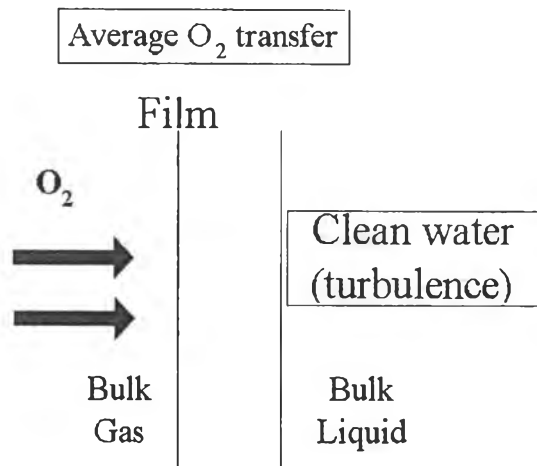 Average O₂ transfer
Film
O₂
Clean water
(turbulence)
Bulk
Gas
Bulk
Liquid